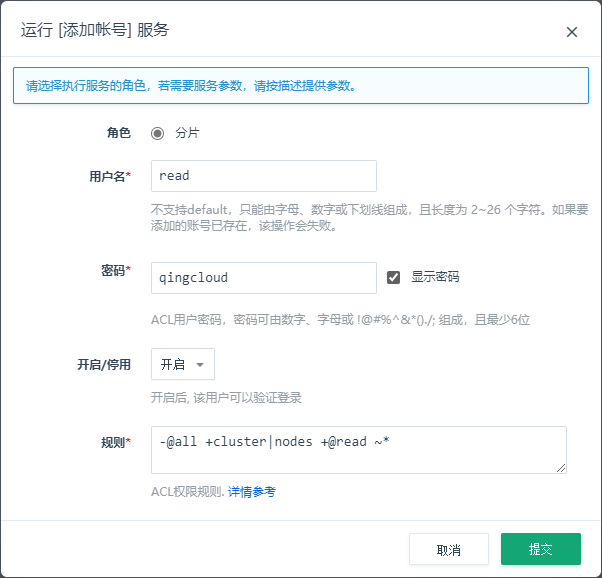 运行 [添加帐号] 服务
请选择执行服务的角色，若需要服务参数，请按描述提供参数。
角色 分片
用户名* read
不支持default，只能由字母、数字或下划线组成，且长度为 2~26 个字符。如果要
添加的账号已存在，该操作会失败。
密码* qingcloud 显示密码
ACL用户密码，密码可由数字、字母或 !@#%^&*()./; 组成，且最少6位
开启/停用 开启
开启后, 该用户可以验证登录
规则* -@all +cluster|nodes +@read ~*
ACL权限规则. 详情参考
取消 提交